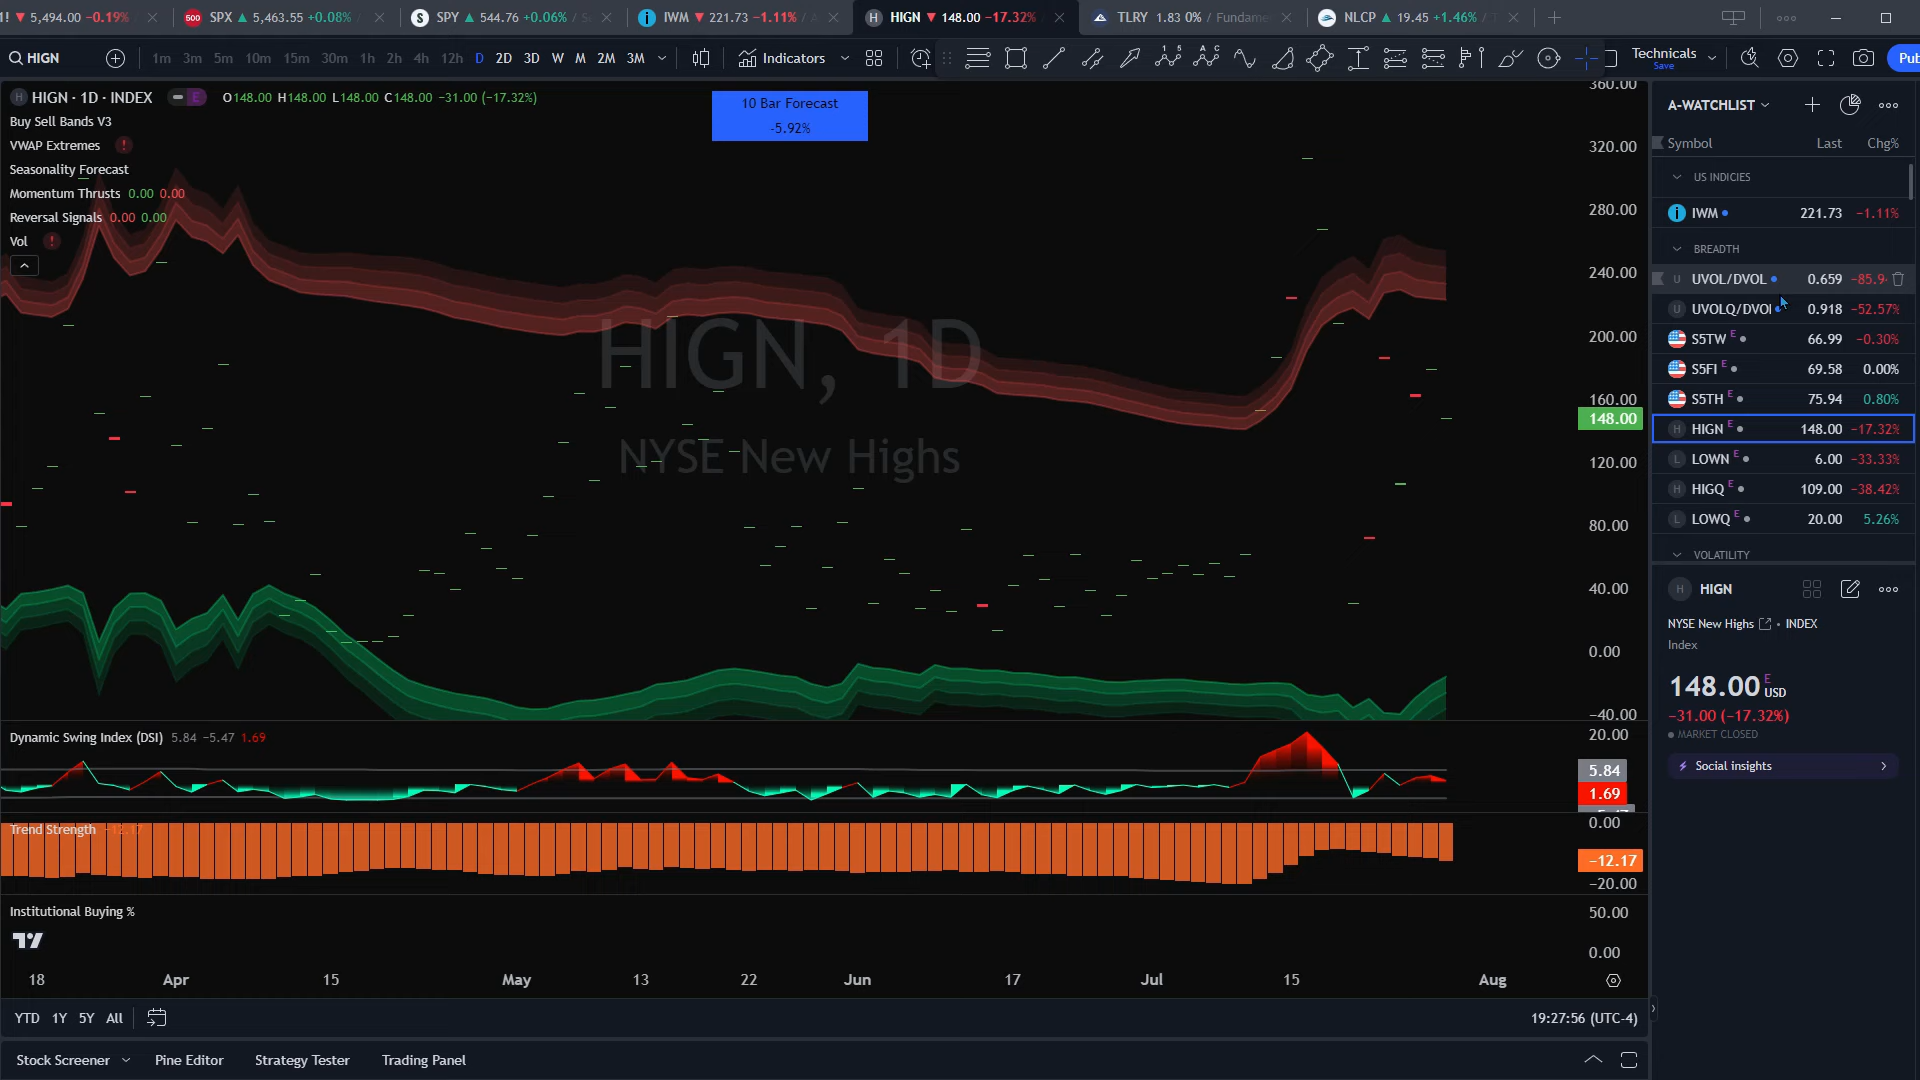 1! ▼ 5,494.00 −0.19%
500 SPX ▲ 5,463.55 +0.08%
S SPY ▲ 544.76 +0.06%
i IWM ▼ 221.73 −1.11%
H HIGN ▼ 148.00 −17.32%
TLRY 1.83 0% / Fundame
NLCP ▲ 19.45 +1.46%
HIGN 1m 3m 5m 10m 15m 30m 1h 2h 4h 12h D 2D 3D W M 2M 3M Indicators
Technicals
Save
Pub
H HIGN · 1D · INDEX E O148.00 H148.00 L148.00 C148.00 −31.00 (−17.32%)
Buy Sell Bands V3
VWAP Extremes !
Seasonality Forecast
Momentum Thrusts 0.00 0.00
Reversal Signals 0.00 0.00
Vol !
10 Bar Forecast
-5.92%
HIGN, 1D
NYSE New Highs
360.00
320.00
280.00
240.00
200.00
160.00
148.00
120.00
80.00
40.00
0.00
−40.00
Dynamic Swing Index (DSI) 5.84 −5.47 1.69
20.00
5.84
1.69
Trend Strength −12.17
0.00
−12.17
−20.00
Institutional Buying %
50.00
0.00
18 Apr 15 May 13 22 Jun 17 Jul 15 Aug
YTD 1Y 5Y All
19:27:56 (UTC-4)
Stock Screener Pine Editor Strategy Tester Trading Panel
A-WATCHLIST
Symbol Last Chg%
US INDICIES
i IWM 221.73 −1.11%
BREADTH
U UVOL/DVOL 0.659 −85.9
U UVOLQ/DVOL 0.918 −52.57%
S5TW E 66.99 −0.30%
S5FI E 69.58 0.00%
S5TH E 75.94 0.80%
H HIGN E 148.00 −17.32%
L LOWN E 6.00 −33.33%
H HIGQ E 109.00 −38.42%
L LOWQ E 20.00 5.26%
VOLATILITY
H HIGN
NYSE New Highs • INDEX
Index
148.00 E USD
−31.00 (−17.32%)
MARKET CLOSED
Social insights